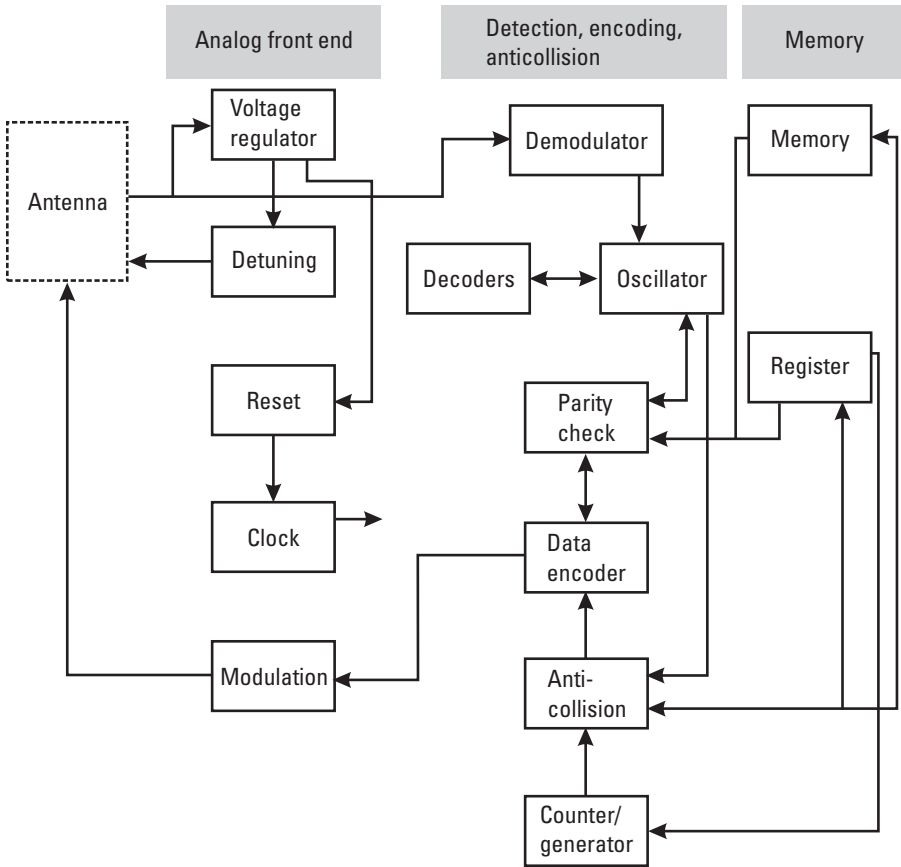 Analog front end
Detection, encoding,
anticollision
Memory
Voltage
regulator
Demodulator
Memory
Antenna
Detuning
Decoders
Oscillator
Reset
Parity
check
Register
Clock
Data
encoder
Modulation
Anti-
collision
Counter/
generator